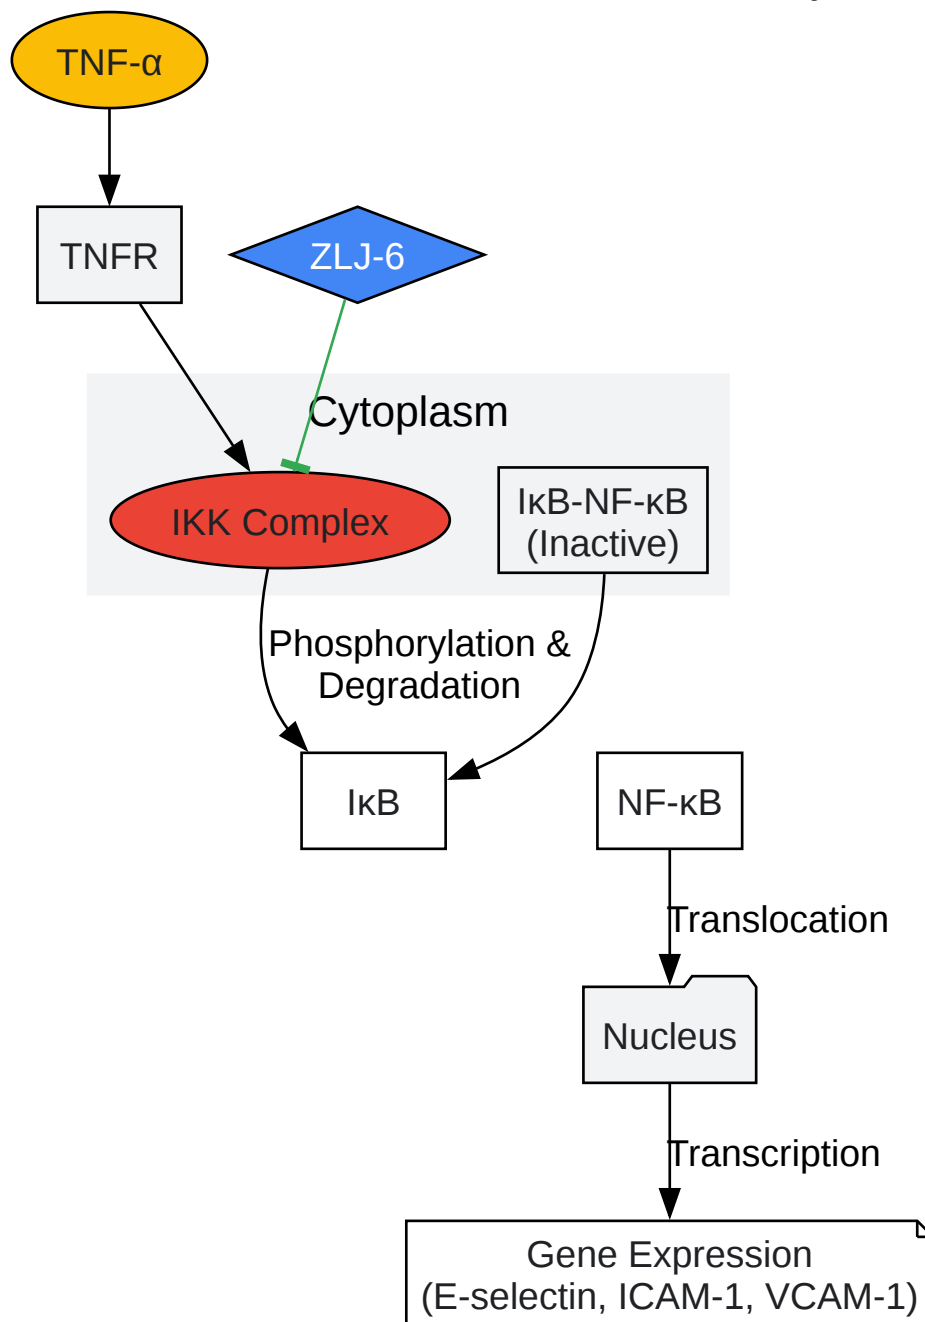 TNF-α
TNFR
ZLJ-6
Cytoplasm
IKK Complex
IκB-NF-κB
(Inactive)
Phosphorylation &
Degradation
IκB
NF-κB
Translocation
Nucleus
Transcription
Gene Expression
(E-selectin, ICAM-1, VCAM-1)